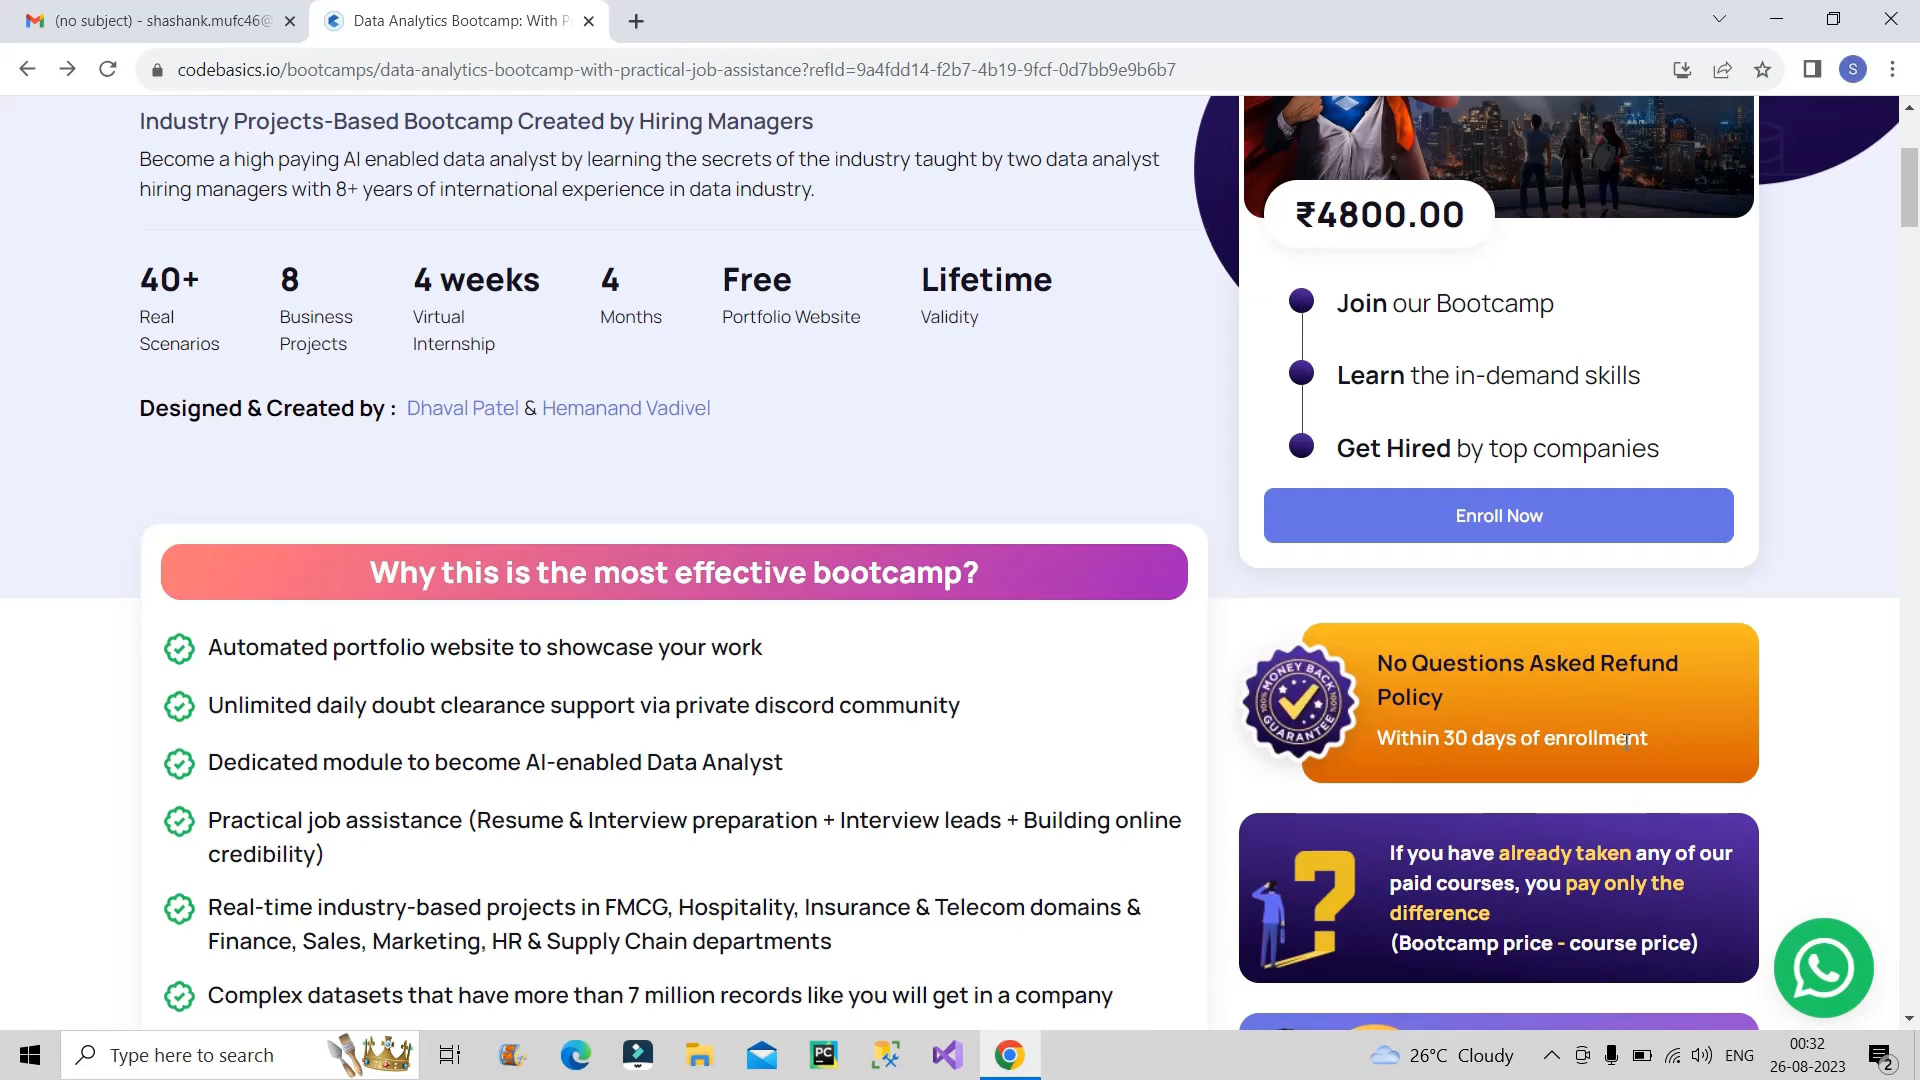 (no subject) - shashank.mufc46@
Data Analytics Bootcamp: With P
codebasics.io/bootcamps/data-analytics-bootcamp-with-practical-job-assistance?refId=9a4fdd14-f2b7-4b19-9fcf-0d7bb9e9b6b7
S
Industry Projects-Based Bootcamp Created by Hiring Managers
Become a high paying AI enabled data analyst by learning the secrets of the industry taught by two data analyst
hiring managers with 8+ years of international experience in data industry.
40+
Real
Scenarios
8
Business
Projects
4 weeks
Virtual
Internship
4
Months
Free
Portfolio Website
Lifetime
Validity
Designed & Created by : Dhaval Patel & Hemanand Vadivel
₹4800.00
Join our Bootcamp
Learn the in-demand skills
Get Hired by top companies
Enroll Now
Why this is the most effective bootcamp?
Automated portfolio website to showcase your work
Unlimited daily doubt clearance support via private discord community
Dedicated module to become AI-enabled Data Analyst
Practical job assistance (Resume & Interview preparation + Interview leads + Building online
credibility)
Real-time industry-based projects in FMCG, Hospitality, Insurance & Telecom domains &
Finance, Sales, Marketing, HR & Supply Chain departments
Complex datasets that have more than 7 million records like you will get in a company
MONEY BACK
100%
100%
GUARANTEE
No Questions Asked Refund
Policy
Within 30 days of enrollment
If you have already taken any of our
paid courses, you pay only the
difference
(Bootcamp price - course price)
Type here to search
PC
26°C Cloudy
ENG
00:32
26-08-2023
2